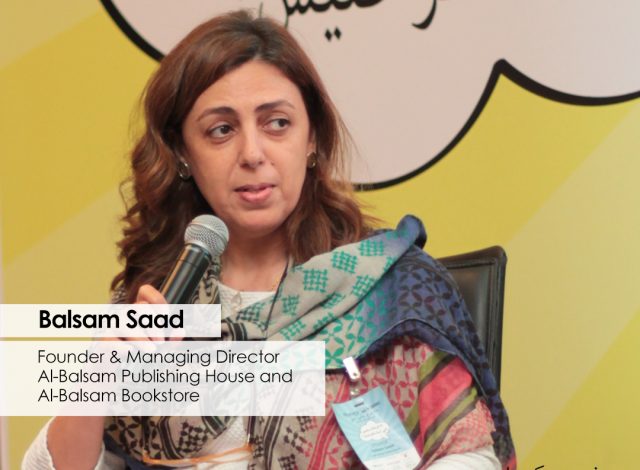 Balsam Saad
Founder & Managing Director
Al-Balsam Publishing House and
Al-Balsam Bookstore